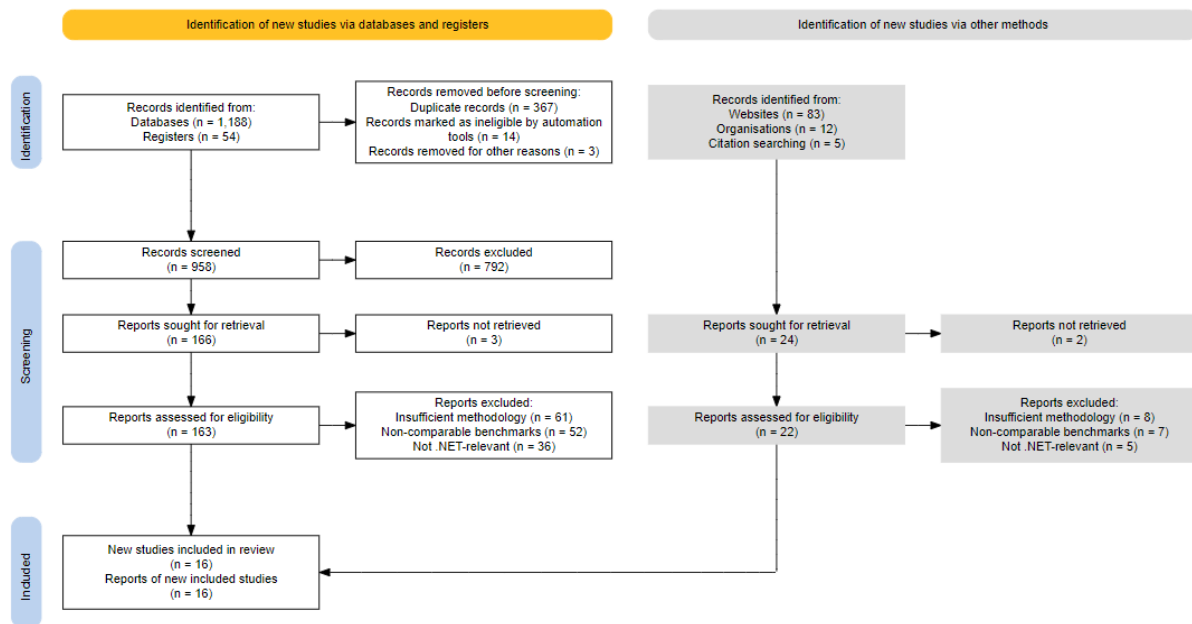 Identification of new studies via databases and registers
Identification of new studies via other methods
Identification
Records identified from:
Databases (n = 1,188)
Registers (n = 54)
Records removed before screening:
Duplicate records (n = 367)
Records marked as ineligible by automation
tools (n = 14)
Records removed for other reasons (n = 3)
Records identified from:
Websites (n = 83)
Organisations (n = 12)
Citation searching (n = 5)
Screening
Records screened
(n = 958)
Records excluded
(n = 792)
Reports sought for retrieval
(n = 166)
Reports not retrieved
(n = 3)
Reports sought for retrieval
(n = 24)
Reports not retrieved
(n = 2)
Reports assessed for eligibility
(n = 163)
Reports excluded:
Insufficient methodology (n = 61)
Non-comparable benchmarks (n = 52)
Not .NET-relevant (n = 36)
Reports assessed for eligibility
(n = 22)
Reports excluded:
Insufficient methodology (n = 8)
Non-comparable benchmarks (n = 7)
Not .NET-relevant (n = 5)
Included
New studies included in review
(n = 16)
Reports of new included studies
(n = 16)